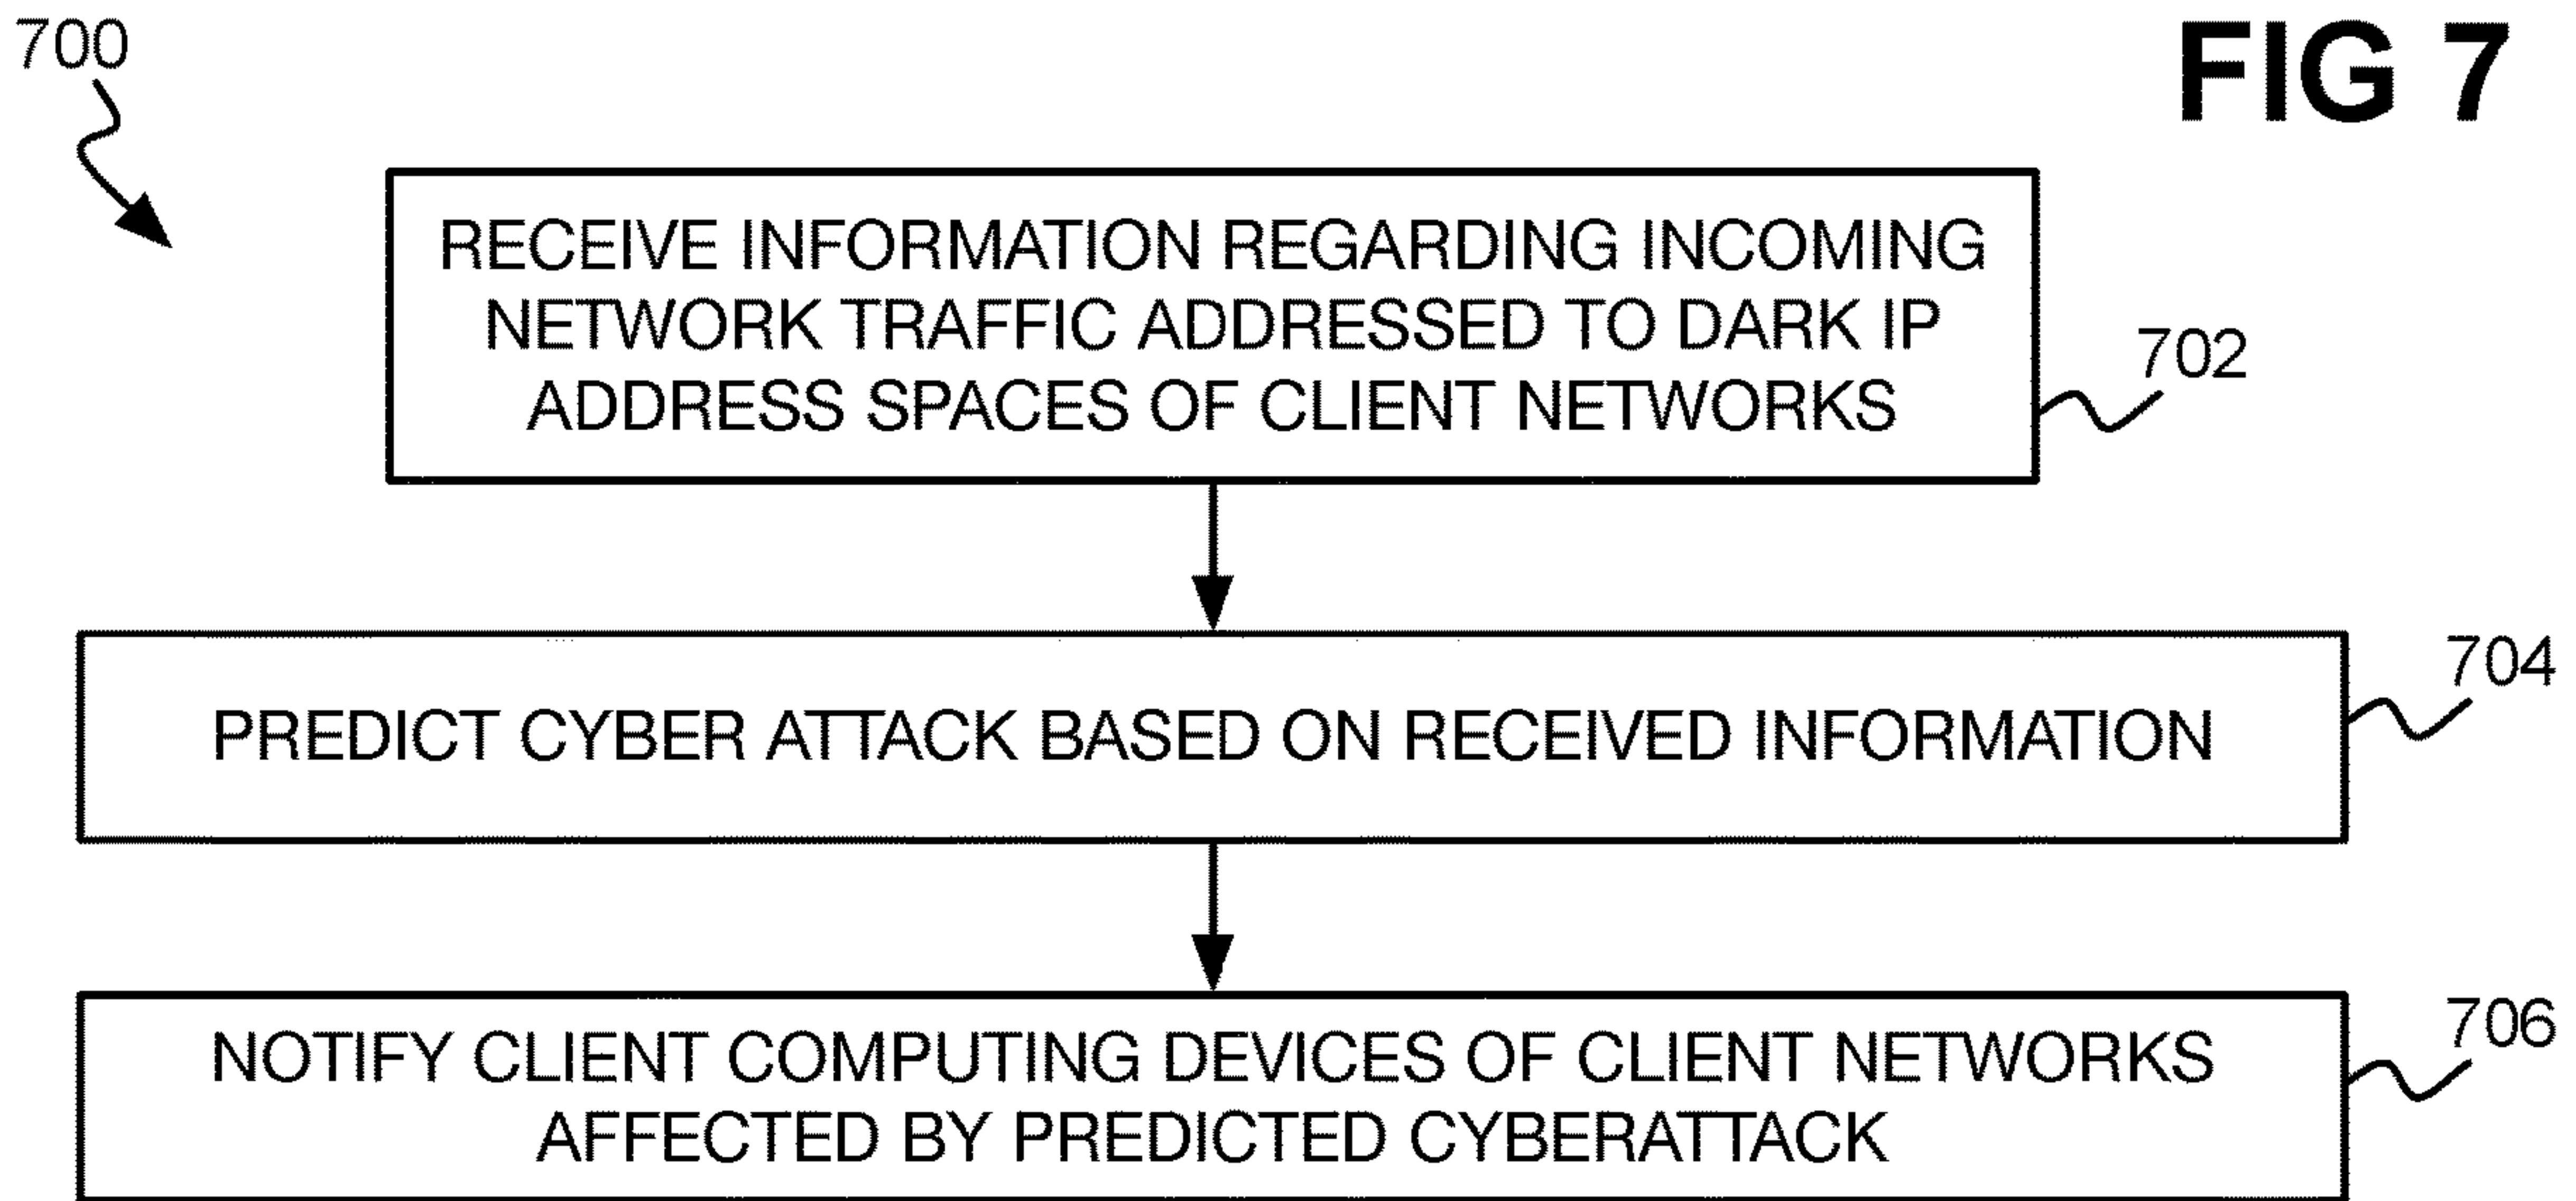 700
FIG 7
RECEIVE INFORMATION REGARDING INCOMING
NETWORK TRAFFIC ADDRESSED TO DARK IP
ADDRESS SPACES OF CLIENT NETWORKS
702
PREDICT CYBER ATTACK BASED ON RECEIVED INFORMATION
704
NOTIFY CLIENT COMPUTING DEVICES OF CLIENT NETWORKS
AFFECTED BY PREDICTED CYBERATTACK
706